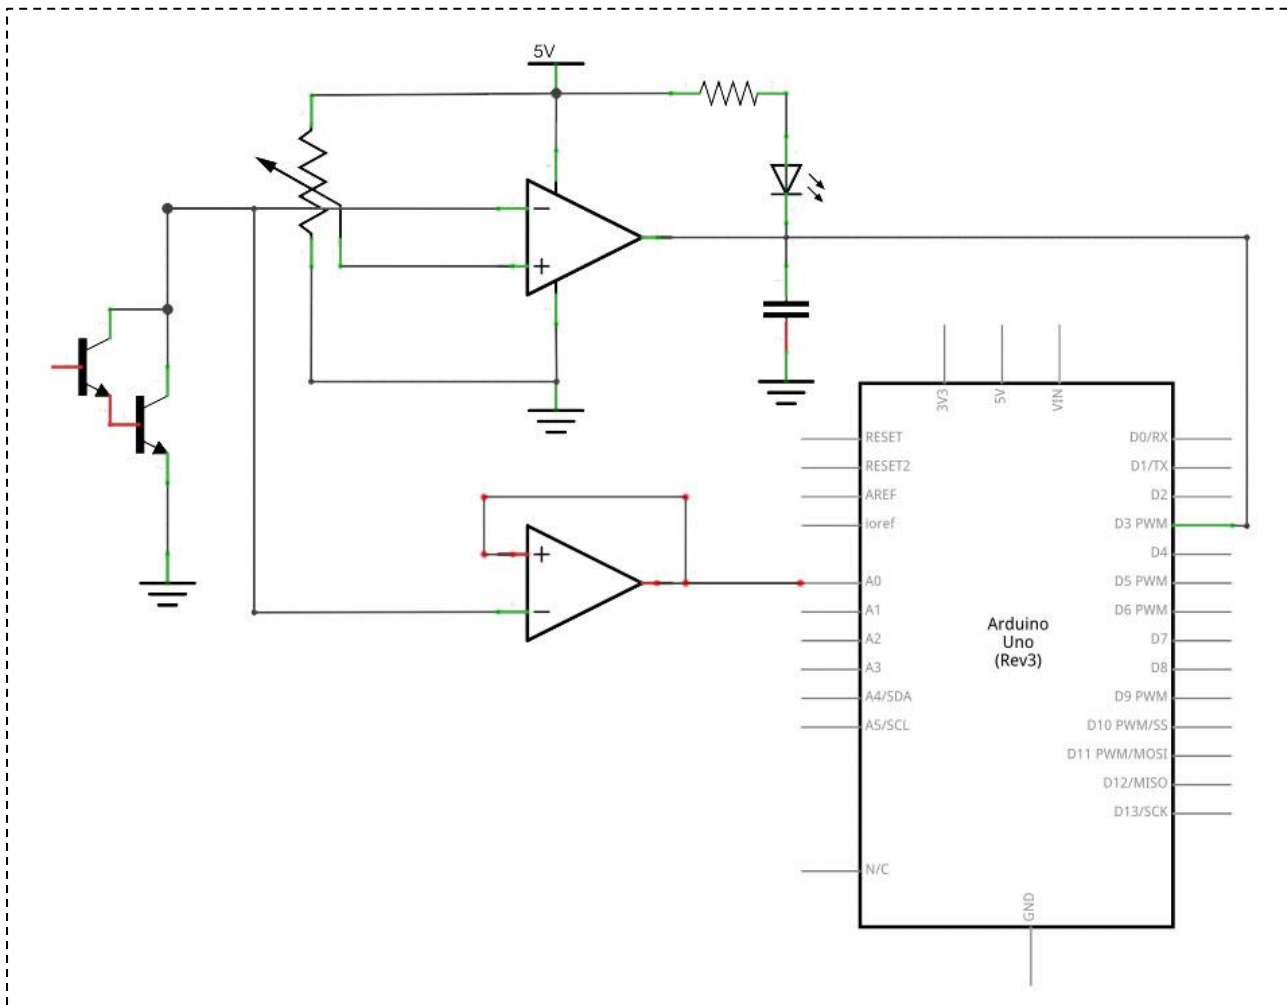 5V
−
+
3V3
5V
VIN
RESET
RESET2
AREF
ioref
A0
A1
A2
A3
A4/SDA
A5/SCL
N/C
D0/RX
D1/TX
D2
D3 PWM
D4
D5 PWM
D6 PWM
D7
D8
D9 PWM
D10 PWM/SS
D11 PWM/MOSI
D12/MISO
D13/SCK
Arduino
Uno
(Rev3)
GND
+
−